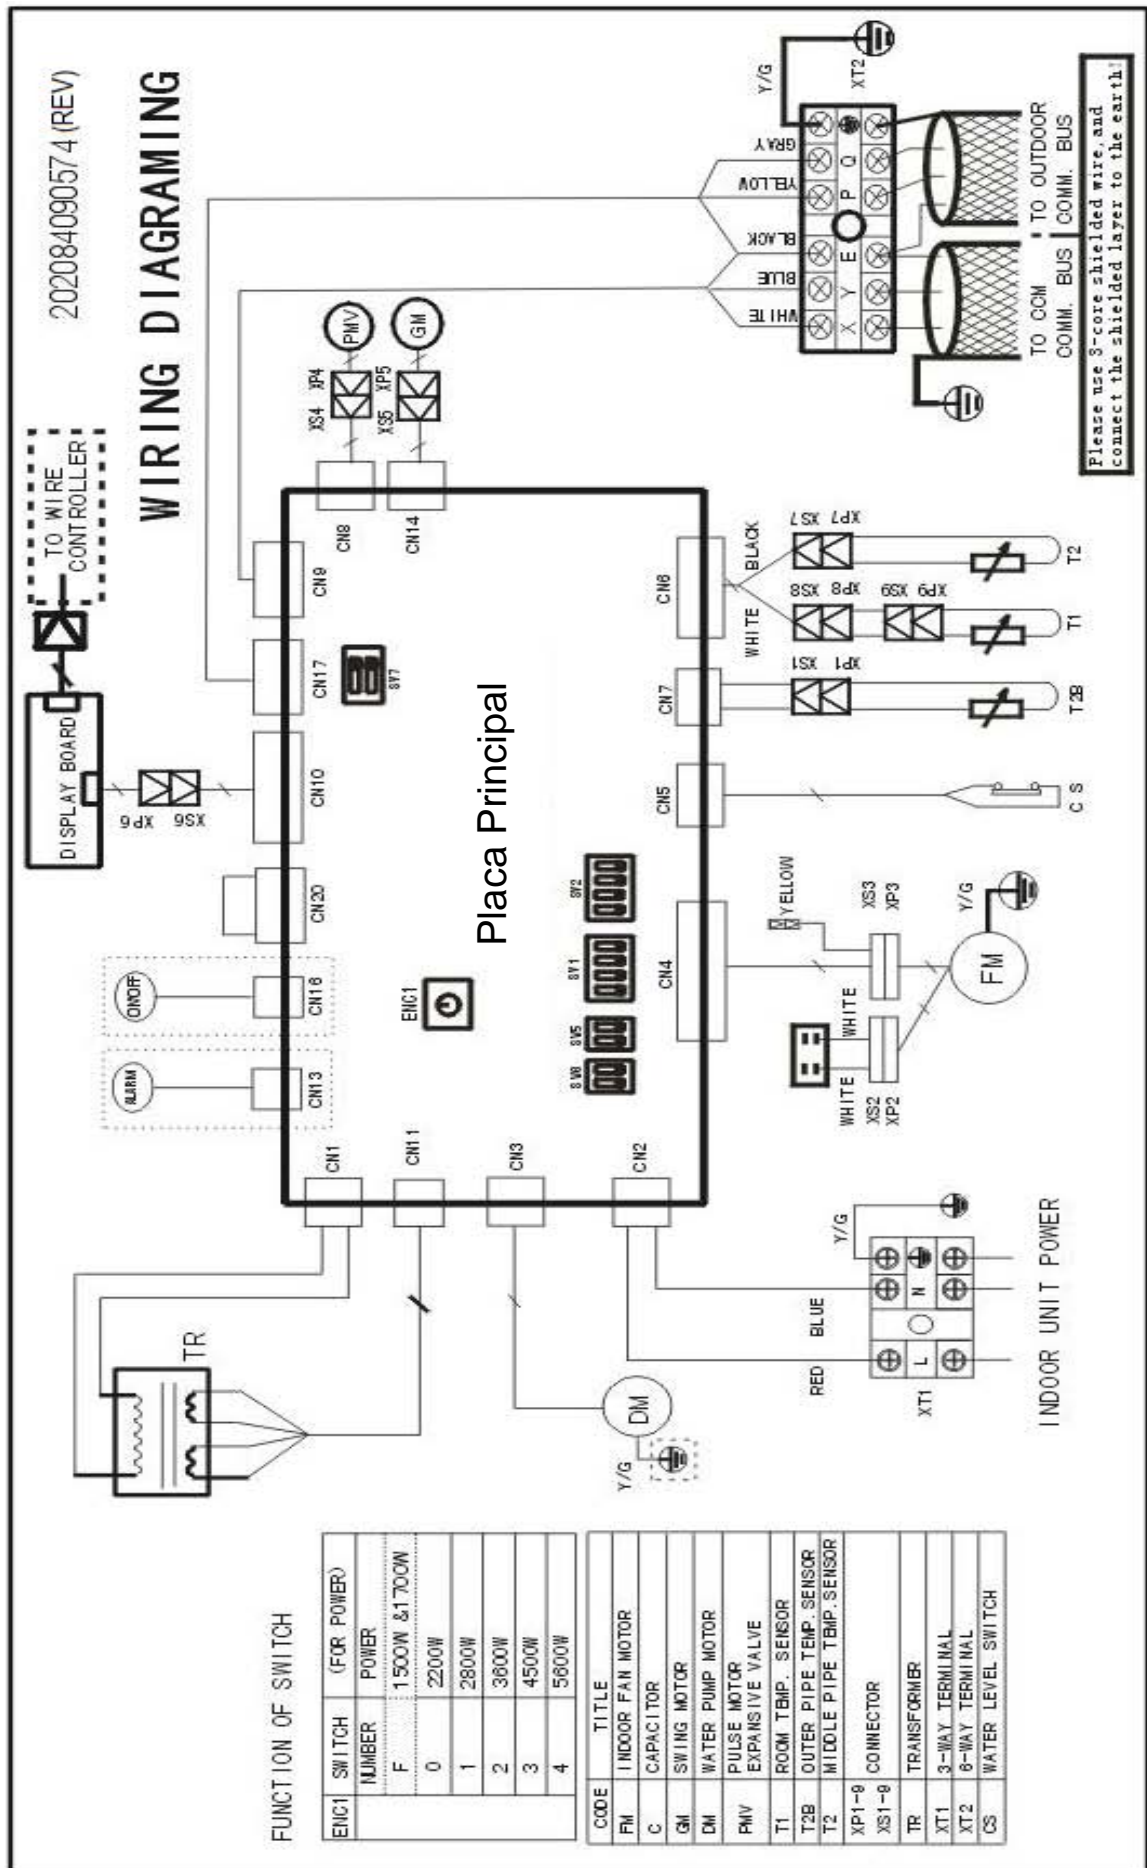 202084090574(REV)
WIRING DIAGRAMING
TO WIRE
CONTROLLER
DISPLAY BOARD
XP6
XS6
ALARM
ON/OFF
CN13
CN16
CN20
CN10
CN17
CN9
SW7
CN8
CN14
XS4 XP4
XS5 XP5
PMV
GM
TR
CN1
CN11
CN3
CN2
ENC1
SW6
SW5
SW1
SW2
Placa Principal
CN4
CN5
CN7
CN6
WHITE
BLACK
XS1 XP1
XS8 XP8
XS9 XP9
XS7 XP7
T2B
T1
T2
CS
YELLOW
XS3
XP3
WHITE
WHITE
XS2
XP2
Y/G
FM
DM
Y/G
RED
BLUE
Y/G
L
N
XT1
INDOOR UNIT POWER
WHITE
BLUE
BLACK
YELLOW
GRAY
Y/G
XT2
X Y E P Q
TO CCM
COMM. BUS
TO OUTDOOR
COMM. BUS
Please use 3-core shielded wire, and
connect the shielded layer to the earth!
FUNCTION OF SWITCH
ENC1 SWITCH (FOR POWER)
NUMBER POWER
F 1500W &1700W
0 2200W
1 2800W
2 3600W
3 4500W
4 5600W
CODE TITLE
FM INDOOR FAN MOTOR
C CAPACITOR
GM SWING MOTOR
DM WATER PUMP MOTOR
PMV PULSE MOTOR
EXPANSIVE VALVE
T1 ROOM TEMP. SENSOR
T2B OUTER PIPE TEMP. SENSOR
T2 MIDDLE PIPE TEMP. SENSOR
XP1-9
XS1-9 CONNECTOR
TR TRANSFORMER
XT1 3-WAY TERMINAL
XT2 6-WAY TERMINAL
CS WATER LEVEL SWITCH